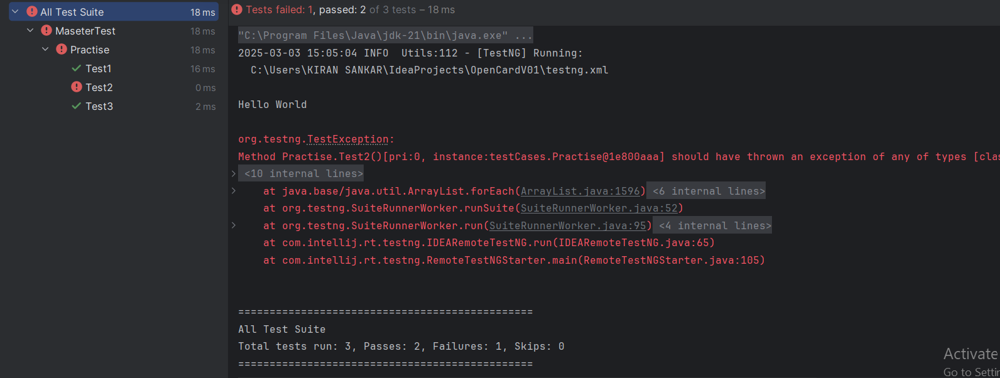 All Test Suite 18 ms
MaseterTest 18 ms
Practise 18 ms
Test1 16 ms
Test2 0 ms
Test3 2 ms
Tests failed: 1, passed: 2 of 3 tests – 18 ms
"C:\Program Files\Java\jdk-21\bin\java.exe" ...
2025-03-03 15:05:04 INFO  Utils:112 - [TestNG] Running:
  C:\Users\KIRAN SANKAR\IdeaProjects\OpenCardV01\testng.xml
Hello World
org.testng.TestException:
Method Practise.Test2()[pri:0, instance:testCases.Practise@1e800aaa] should have thrown an exception of any of types [clas
<10 internal lines>
    at java.base/java.util.ArrayList.forEach(ArrayList.java:1596) <6 internal lines>
    at org.testng.SuiteRunnerWorker.runSuite(SuiteRunnerWorker.java:52)
    at org.testng.SuiteRunnerWorker.run(SuiteRunnerWorker.java:95) <4 internal lines>
    at com.intellij.rt.testng.IDEARemoteTestNG.run(IDEARemoteTestNG.java:65)
    at com.intellij.rt.testng.RemoteTestNGStarter.main(RemoteTestNGStarter.java:105)
===============================================
All Test Suite
Total tests run: 3, Passes: 2, Failures: 1, Skips: 0
===============================================
Activate
Go to Settin